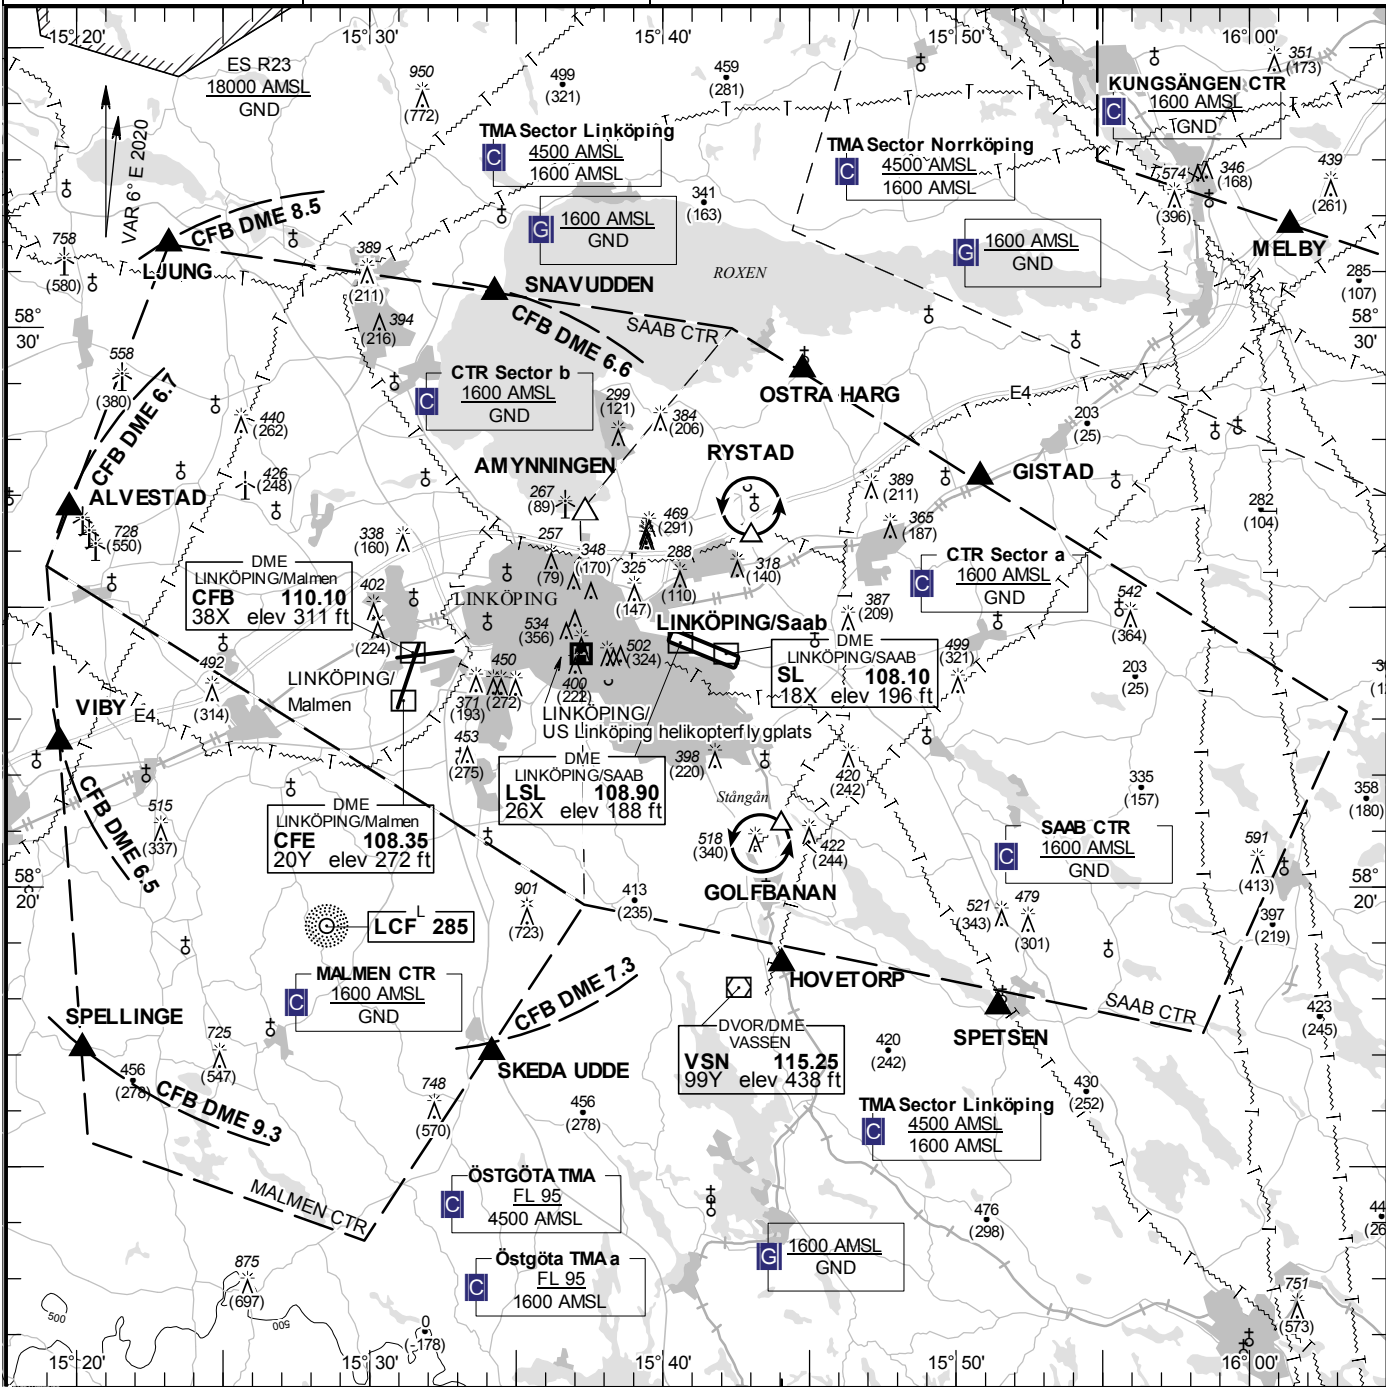 15°20'
15°30'
15°40'
15°50'
16°00'
ES R23
18000 AMSL
GND
VAR 6° E 2020
950
(772)
499
(321)
459
(281)
351
(173)
KUNGSÄNGEN CTR
C
1600 AMSL
GND
TMA Sector Linköping
C
4500 AMSL
1600 AMSL
TMA Sector Norrköping
C
4500 AMSL
1600 AMSL
574
(396)
346
(168)
439
(261)
341
(163)
G
1600 AMSL
GND
G
1600 AMSL
GND
CFB DME 8.5
LJUNG
758
(580)
389
(211)
MELBY
285
(107)
SNAVUDDEN
ROXEN
58°
30'
394
(216)
CFB DME 6.6
SAAB CTR
58°
30'
558
(380)
CFB DME 6.7
CTR Sector b
C
1600 AMSL
GND
299
(121)
384
(206)
OSTRA HARG
E4
203
(25)
440
(262)
426
(248)
AMYNNINGEN
RYSTAD
GISTAD
ALVESTAD
728
(550)
267
(89)
469
(291)
389
(211)
365
(187)
282
(104)
338
(160)
257
(79)
348
(170)
325
(147)
288
(110)
318
(140)
CTR Sector a
C
1600 AMSL
GND
DME
LINKÖPING/Malmen
CFB 110.10
38X elev 311 ft
402
(224)
LINKÖPING
534
(356)
502
(324)
LINKÖPING/Saab
387
(209)
542
(364)
DME
LINKÖPING/SAAB
SL 108.10
18X elev 196 ft
499
(321)
203
(25)
492
(314)
LINKÖPING/
Malmen
371
(193)
450
(272)
400
(222)
LINKÖPING/
US Linköping helikopterflygplats
VIBY
E4
453
(275)
398
(220)
420
(242)
335
(157)
358
(180)
DME
LINKÖPING/SAAB
LSL 108.90
26X elev 188 ft
Stångån
CFB DME 6.5
515
(337)
DME
LINKÖPING/Malmen
CFE 108.35
20Y elev 272 ft
518
(340)
422
(244)
SAAB CTR
C
1600 AMSL
GND
591
(413)
58°
20'
GOLFBANAN
58°
20'
901
(723)
413
(235)
521
(343)
479
(301)
397
(219)
L
LCF 285
HOVETORP
MALMEN CTR
C
1600 AMSL
GND
CFB DME 7.3
SAAB CTR
423
(245)
SPELLINGE
725
(547)
SKEDA UDDE
DVOR/DME
VASSEN
VSN 115.25
99Y elev 438 ft
420
(242)
SPETSEN
456
(278)
CFB DME 9.3
748
(570)
456
(278)
430
(252)
TMA Sector Linköping
C
4500 AMSL
1600 AMSL
MALMEN CTR
ÖSTGÖTA TMA
C
FL 95
4500 AMSL
476
(298)
G
1600 AMSL
GND
Östgöta TMA a
C
FL 95
1600 AMSL
875
(697)
751
(573)
500
500
0
(-178)
15°20'
15°30'
15°40'
15°50'
16°00'